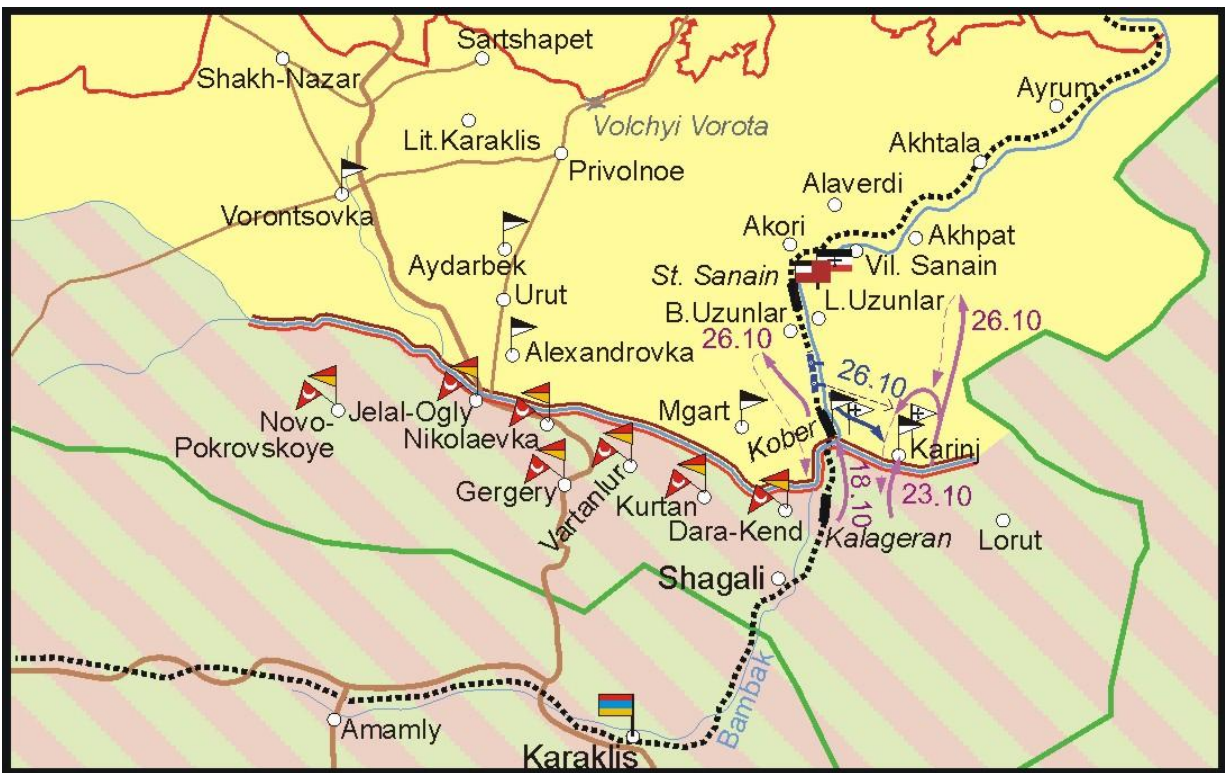 Sartshapet
Shakh-Nazar
Ayrum
Lit.Karaklis
Volchyi Vorota
Akhtala
Privolnoe
Alaverdi
Vorontsovka
Akori
Akhpat
Aydarbek
St. Sanain
Vil. Sanain
Urut
L.Uzunlar
B.Uzunlar
26.10
26.10
Alexandrovka
26.10
Mgart
Novo-
Pokrovskoye
Jelal-Ogly
Nikolaevka
Kober
Karinj
Gergery
Vartanlur
Kurtan
18.10
23.10
Dara-Kend
Kalageran
Lorut
Shagali
Bambak
Amamly
Karaklis